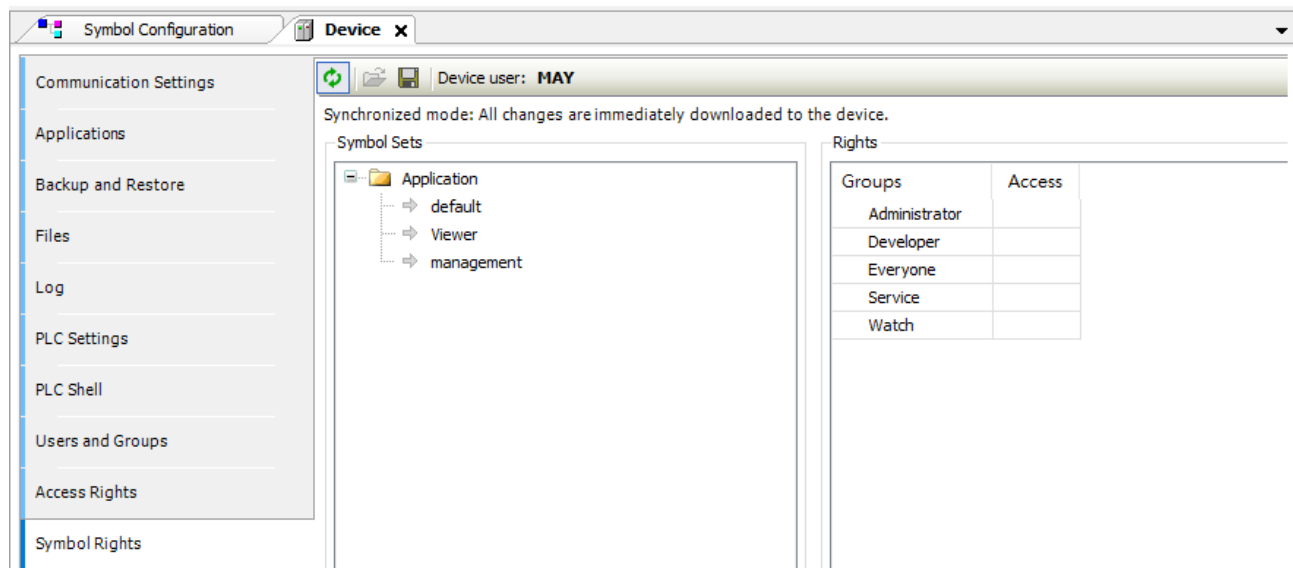 Symbol Configuration
Device
Communication Settings
Applications
Backup and Restore
Files
Log
PLC Settings
PLC Shell
Users and Groups
Access Rights
Symbol Rights
Device user: MAY
Synchronized mode: All changes are immediately downloaded to the device.
Symbol Sets
Application
default
Viewer
management
Rights
Groups Access
Administrator
Developer
Everyone
Service
Watch